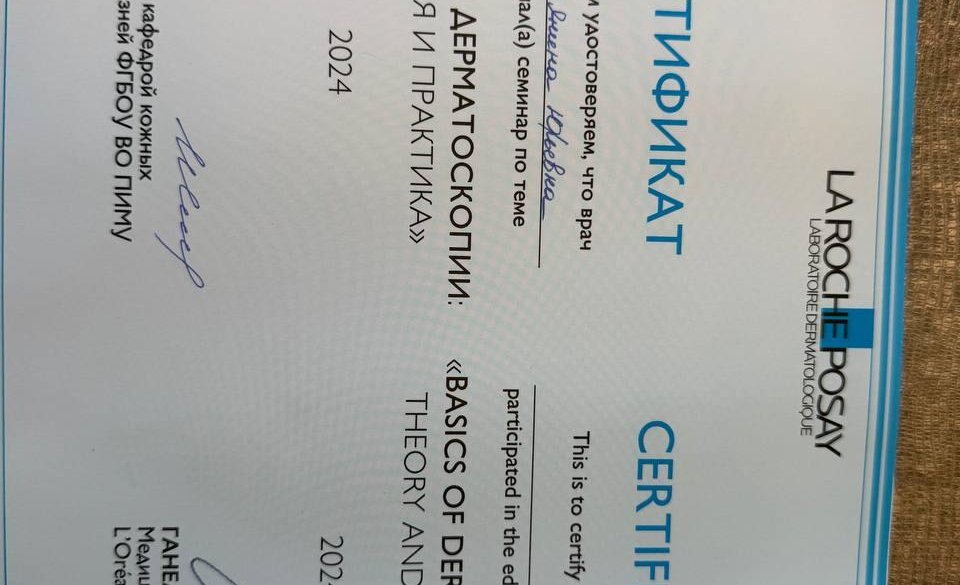 LA ROCHE POSAY
LABORATOIRE DERMATOLOGIQUE
ТИФИКАТ
удостоверяем, что врач
Юрьевна
ал(а) семинар по теме
ДЕРМАТОСКОПИИ:
Я И ПРАКТИКА»
2024
кафедрой кожных
зней ФГБОУ ВО ПИМУ
CERTIF
This is to certify
participated in the ed
«BASICS OF DER
THEORY AND
202
ГАНЕ
Медиц
L'Oréa